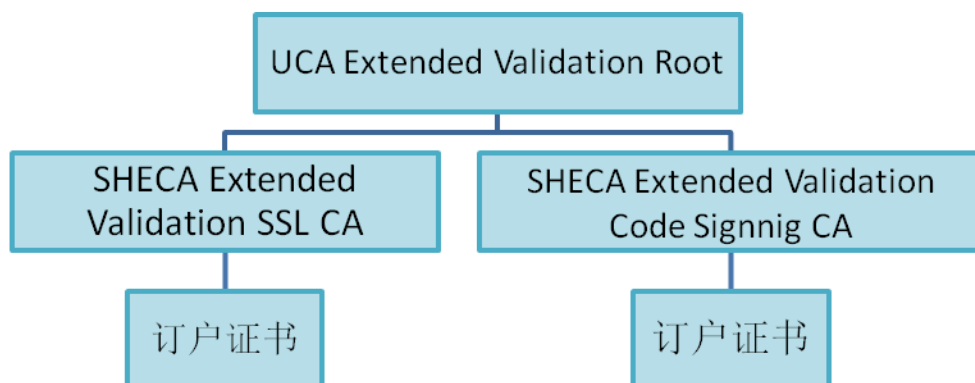 UCA Extended Validation Root
SHECA Extended
Validation SSL CA
SHECA Extended Validation
Code Signnig CA
订户证书
订户证书